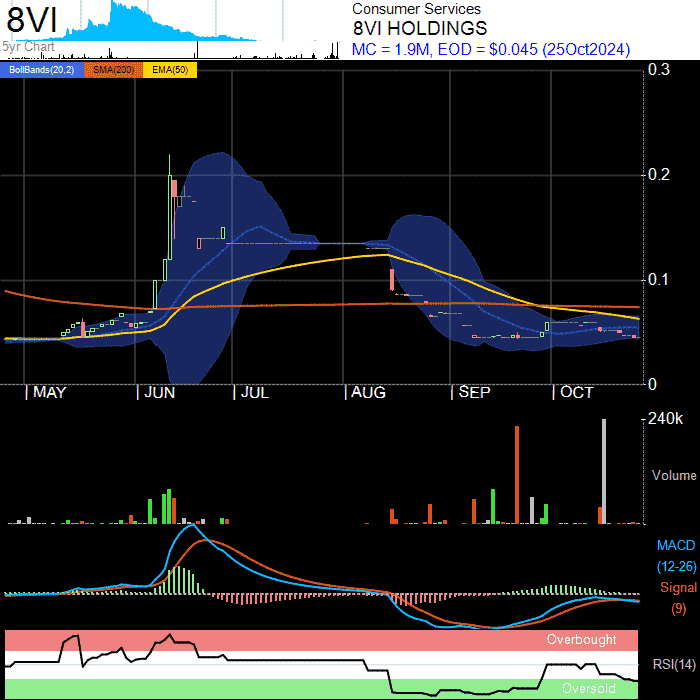 8VI
5yr Chart
Consumer Services
8VI HOLDINGS
MC = 1.9M, EOD = $0.045 (25Oct2024)
BollBands(20,2) SMA(200) EMA(50)
0.3
0.2
0.1
0
MAY JUN JUL AUG SEP OCT
240k
Volume
MACD
(12-26)
Signal
(9)
Overbought
RSI(14)
Oversold